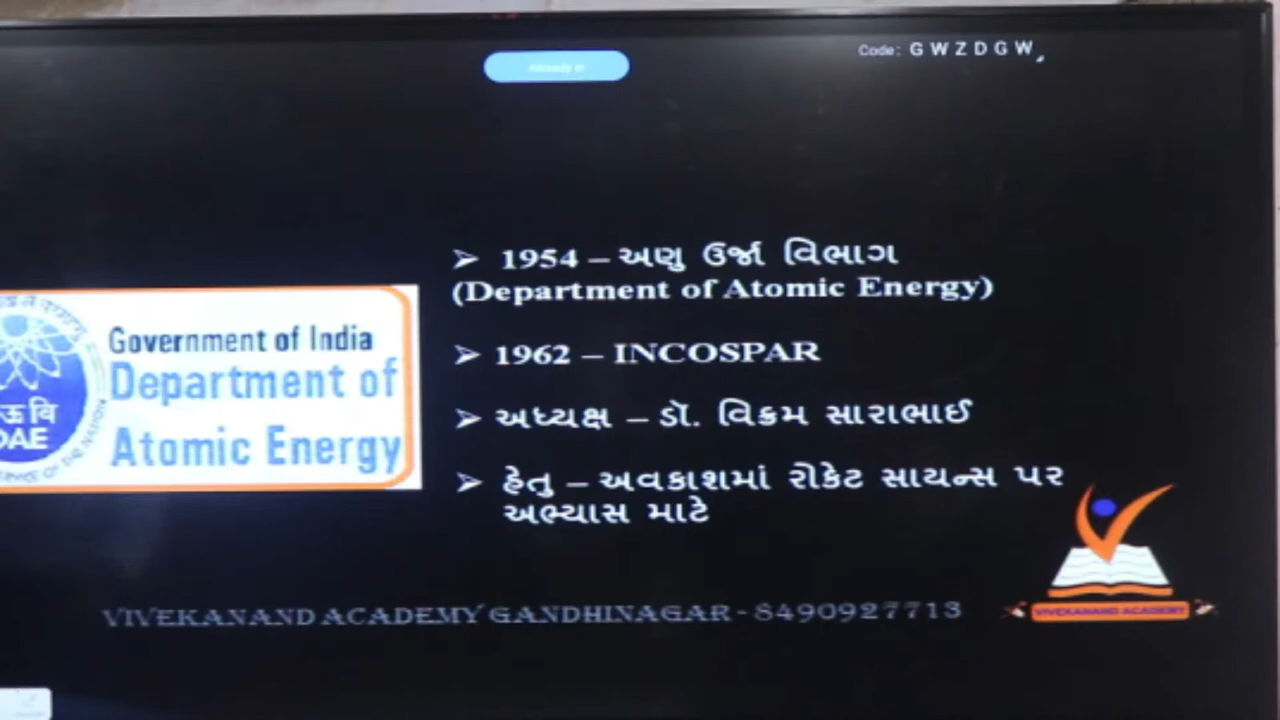 Code: G W Z D G W
➢ 1954 – અણુ ઉર્જા વિભાગ
(Department of Atomic Energy)
➢ 1962 – INCOSPAR
➢ અધ્યક્ષ – ડૉ. વિક્રમ સારાભાઈ
➢ હેતુ – અવકાશમાં રોકેટ સાયન્સ પર
અભ્યાસ માટે
Government of India
Department of
Atomic Energy
ऊ वि
DAE
VIVEKANAND ACADEMY GANDHINAGAR - 8490927713
VIVEKANAND ACADEMY